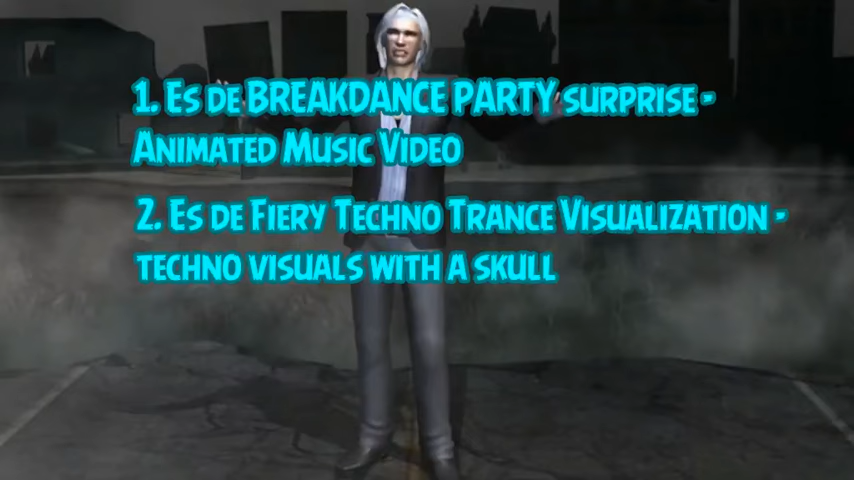 1. Es de BREAKDANCE PARTY surprise -
Animated Music Video
2. Es de Fiery Techno Trance Visualization -
techno visuals with a skull